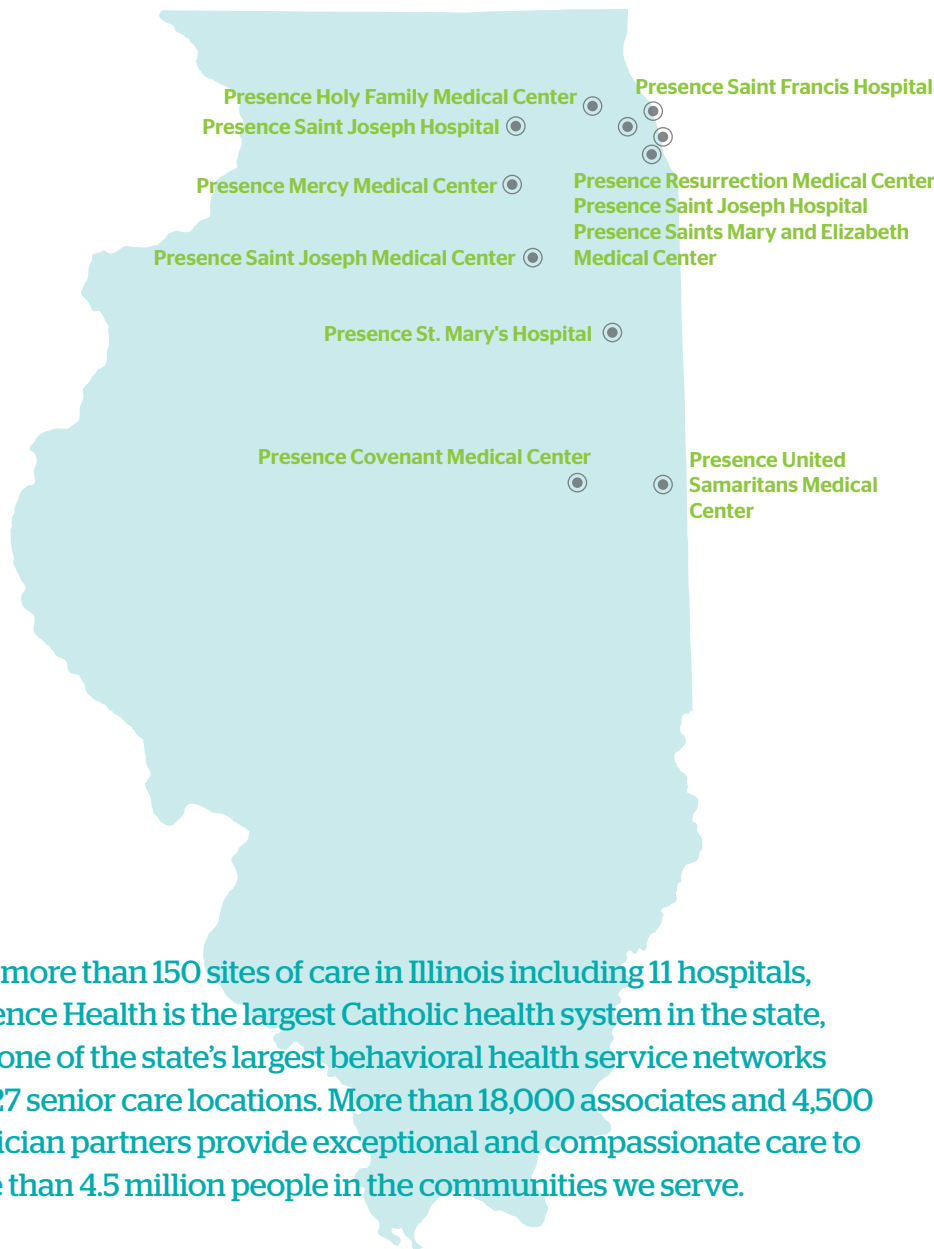 Presence Saint Francis Hospital
Presence Holy Family Medical Center
Presence Saint Joseph Hospital
Presence Mercy Medical Center
Presence Resurrection Medical Center
Presence Saint Joseph Hospital
Presence Saints Mary and Elizabeth
Medical Center
Presence Saint Joseph Medical Center
Presence St. Mary's Hospital
Presence Covenant Medical Center
Presence United
Samaritans Medical
Center
more than 150 sites of care in Illinois including 11 hospitals,
ence Health is the largest Catholic health system in the state,
one of the state’s largest behavioral health service networks
27 senior care locations. More than 18,000 associates and 4,500
ician partners provide exceptional and compassionate care to
than 4.5 million people in the communities we serve.